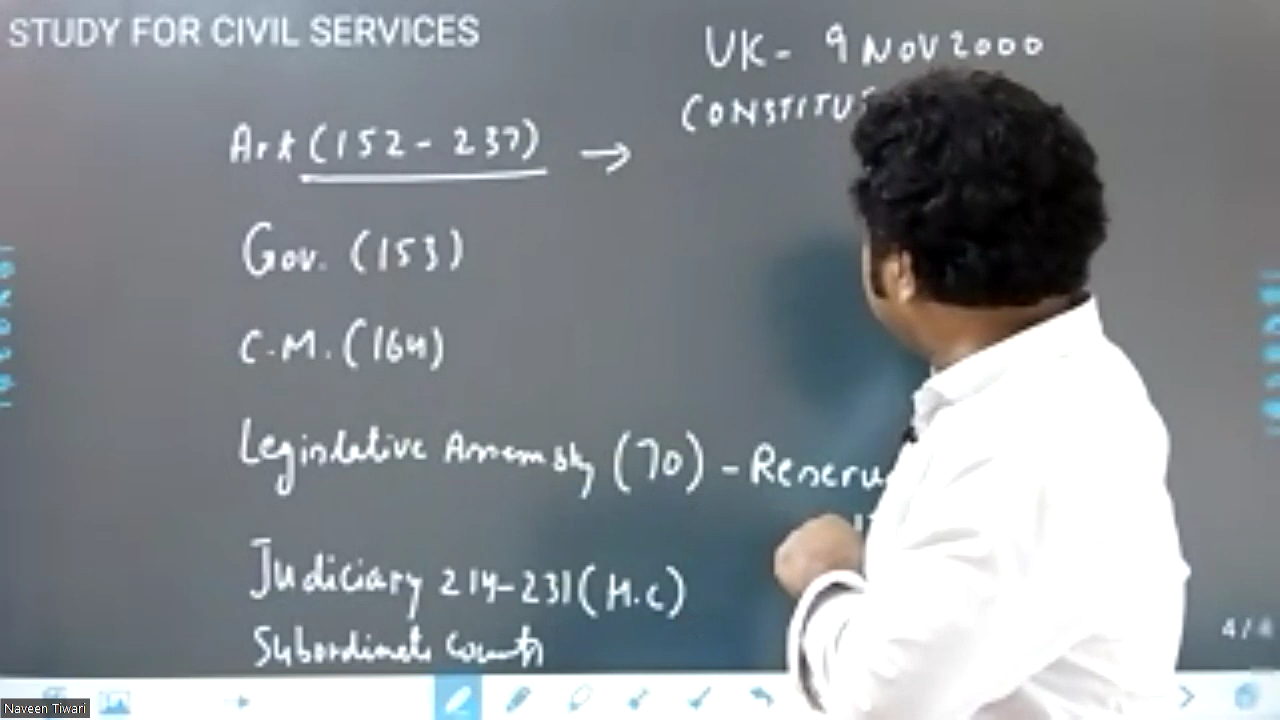 STUDY FOR CIVIL SERVICES
UK - 9 NOV 2000
CONSTITU
Art (152 - 237) →
Gov. (153)
C.M. (164)
Legislative Assembly (70) - Reserv
Judiciary 214-231 (H.C)
Subordinate Courts
4 / 4
Naveen Tiwari